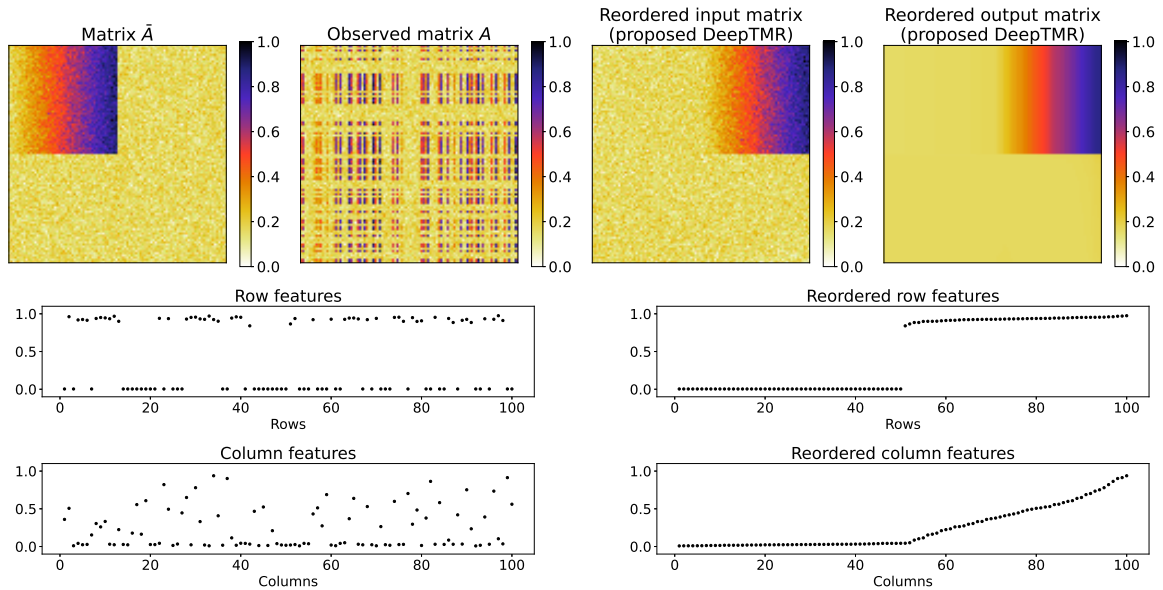 Matrix Ā
Observed matrix A
Reordered input matrix
(proposed DeepTMR)
Reordered output matrix
(proposed DeepTMR)
1.0
0.8
0.6
0.4
0.2
0.0
1.0
0.8
0.6
0.4
0.2
0.0
1.0
0.8
0.6
0.4
0.2
0.0
1.0
0.8
0.6
0.4
0.2
0.0
Row features
1.0
0.5
0.0
0 20 40 60 80 100
Rows
Reordered row features
1.0
0.5
0.0
0 20 40 60 80 100
Rows
Column features
1.0
0.5
0.0
0 20 40 60 80 100
Columns
Reordered column features
1.0
0.5
0.0
0 20 40 60 80 100
Columns